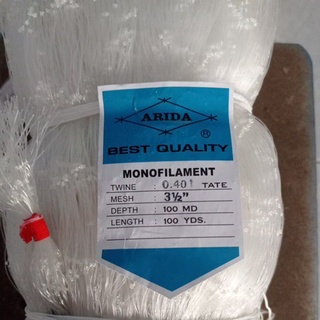 ARIDA
®
BEST QUALITY
MONOFILAMENT
TWINE : 0.40 TATE
MESH : 3½"
DEPTH : 100 MD
LENGTH : 100 YDS.